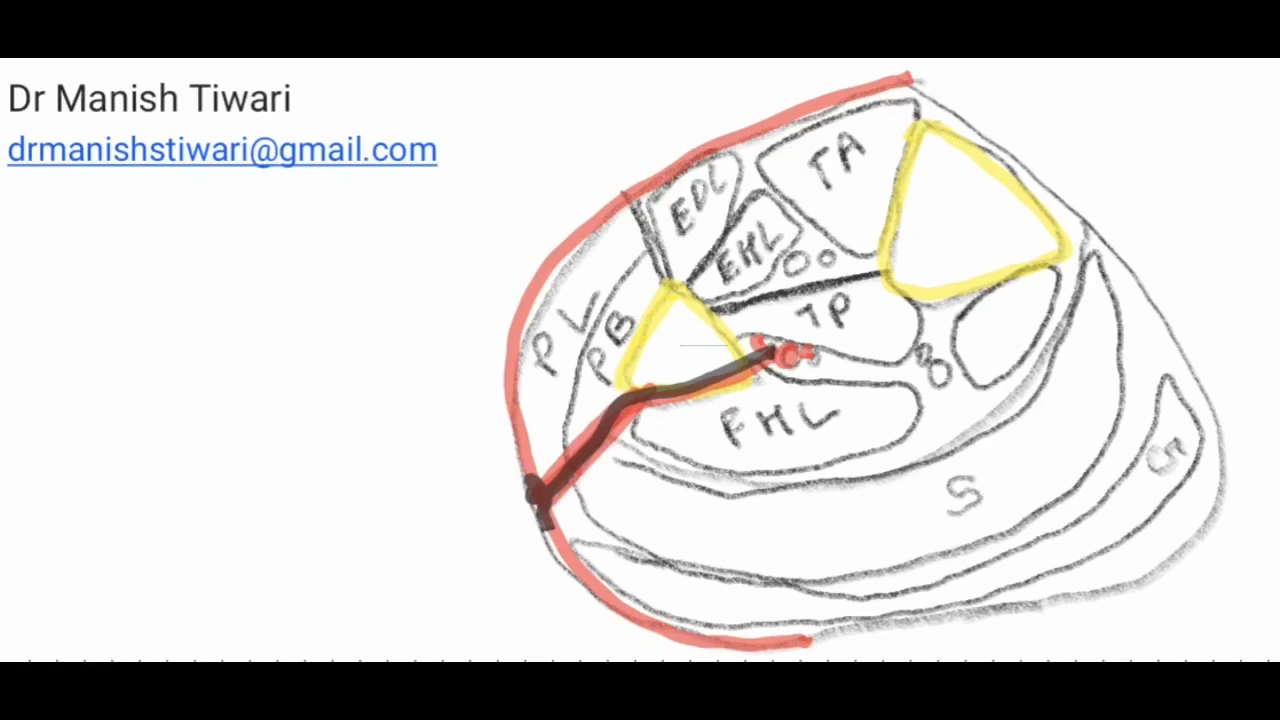 Dr Manish Tiwari
drmanishstiwari@gmail.com
TA
EDL
EHL
PL
PB
TP
FHL
S
S